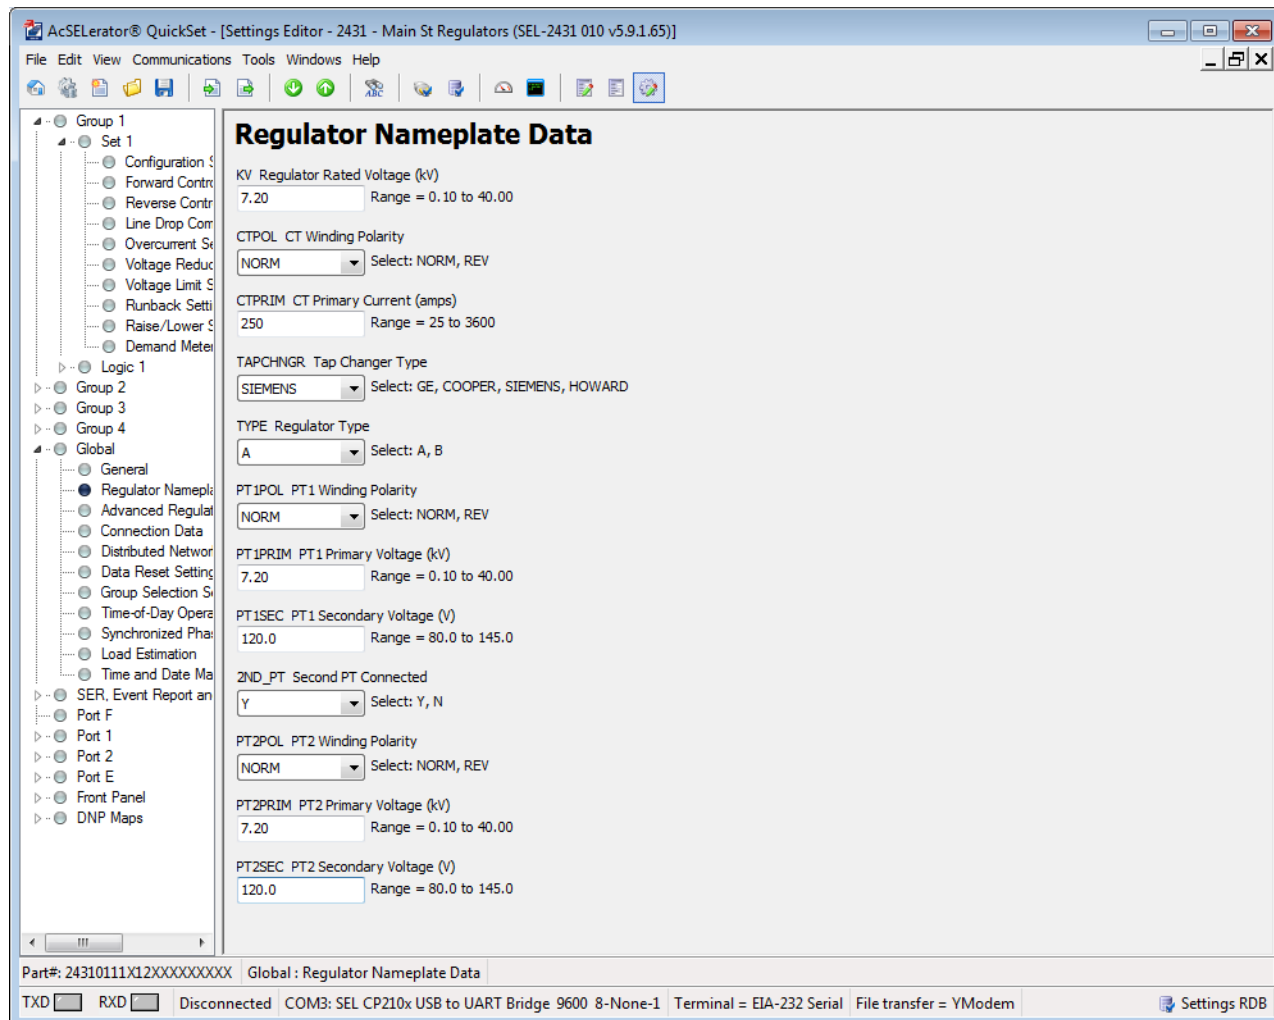 AcSELerator® QuickSet - [Settings Editor - 2431 - Main St Regulators (SEL-2431 010 v5.9.1.65)]
File Edit View Communications Tools Windows Help
ABC
Group 1
Set 1
Configuration S
Forward Contro
Reverse Contr
Line Drop Com
Overcurrent Se
Voltage Reduc
Voltage Limit S
Runback Setti
Raise/Lower S
Demand Meter
Logic 1
Group 2
Group 3
Group 4
Global
General
Regulator Namepla
Advanced Regulat
Connection Data
Distributed Networ
Data Reset Setting
Group Selection Se
Time-of-Day Opera
Synchronized Phas
Load Estimation
Time and Date Ma
SER, Event Report an
Port F
Port 1
Port 2
Port E
Front Panel
DNP Maps
Regulator Nameplate Data
KV Regulator Rated Voltage (kV)
7.20 Range = 0.10 to 40.00
CTPOL CT Winding Polarity
NORM Select: NORM, REV
CTPRIM CT Primary Current (amps)
250 Range = 25 to 3600
TAPCHNGR Tap Changer Type
SIEMENS Select: GE, COOPER, SIEMENS, HOWARD
TYPE Regulator Type
A Select: A, B
PT1POL PT1 Winding Polarity
NORM Select: NORM, REV
PT1PRIM PT1 Primary Voltage (kV)
7.20 Range = 0.10 to 40.00
PT1SEC PT1 Secondary Voltage (V)
120.0 Range = 80.0 to 145.0
2ND_PT Second PT Connected
Y Select: Y, N
PT2POL PT2 Winding Polarity
NORM Select: NORM, REV
PT2PRIM PT2 Primary Voltage (kV)
7.20 Range = 0.10 to 40.00
PT2SEC PT2 Secondary Voltage (V)
120.0 Range = 80.0 to 145.0
Part#: 24310111X12XXXXXXXXX Global : Regulator Nameplate Data
TXD RXD Disconnected COM3: SEL CP210x USB to UART Bridge 9600 8-None-1 Terminal = EIA-232 Serial File transfer = YModem Settings RDB